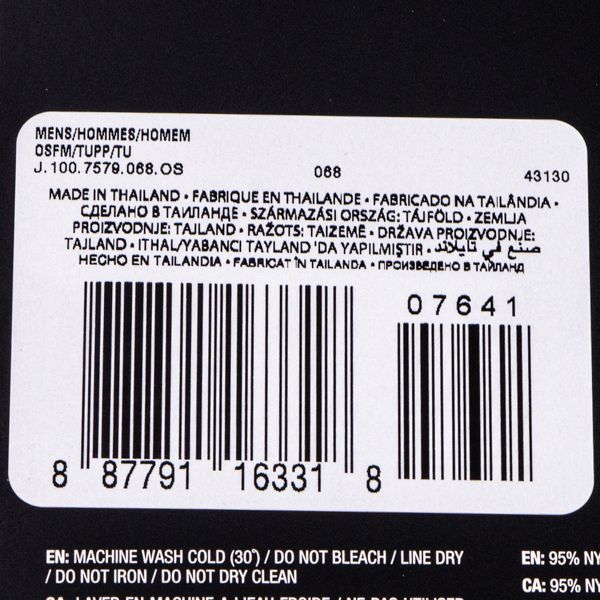 MENS/HOMMES/HOMEM
OSFM/TUPP/TU
J.100.7579.068.OS 068 43130
MADE IN THAILAND • FABRIQUE EN THAILANDE • FABRICADO NA TAILÂNDIA •
СДЕЛАНО В ТАИЛАНДЕ • SZÁRMAZÁSI ORSZÁG: TÁJFÖLD • ZEMLJA
PROIZVODNJE: TAJLAND • RAŽOTS: TAIZEMĒ • DRŽAVA PROIZVODNJE:
TAJLAND • ITHAL/YABANCI TAYLAND 'DA YAPILMIŞTIR • صنع في تايلاند
HECHO EN TAILANDIA • FABRICAT ÎN TAILANDA • ПРОИЗВЕДЕНО В ТАЙЛАНД
07641
8 87791 16331 8
EN: MACHINE WASH COLD (30°) / DO NOT BLEACH / LINE DRY
/ DO NOT IRON / DO NOT DRY CLEAN
EN: 95% NY
CA: 95% NY